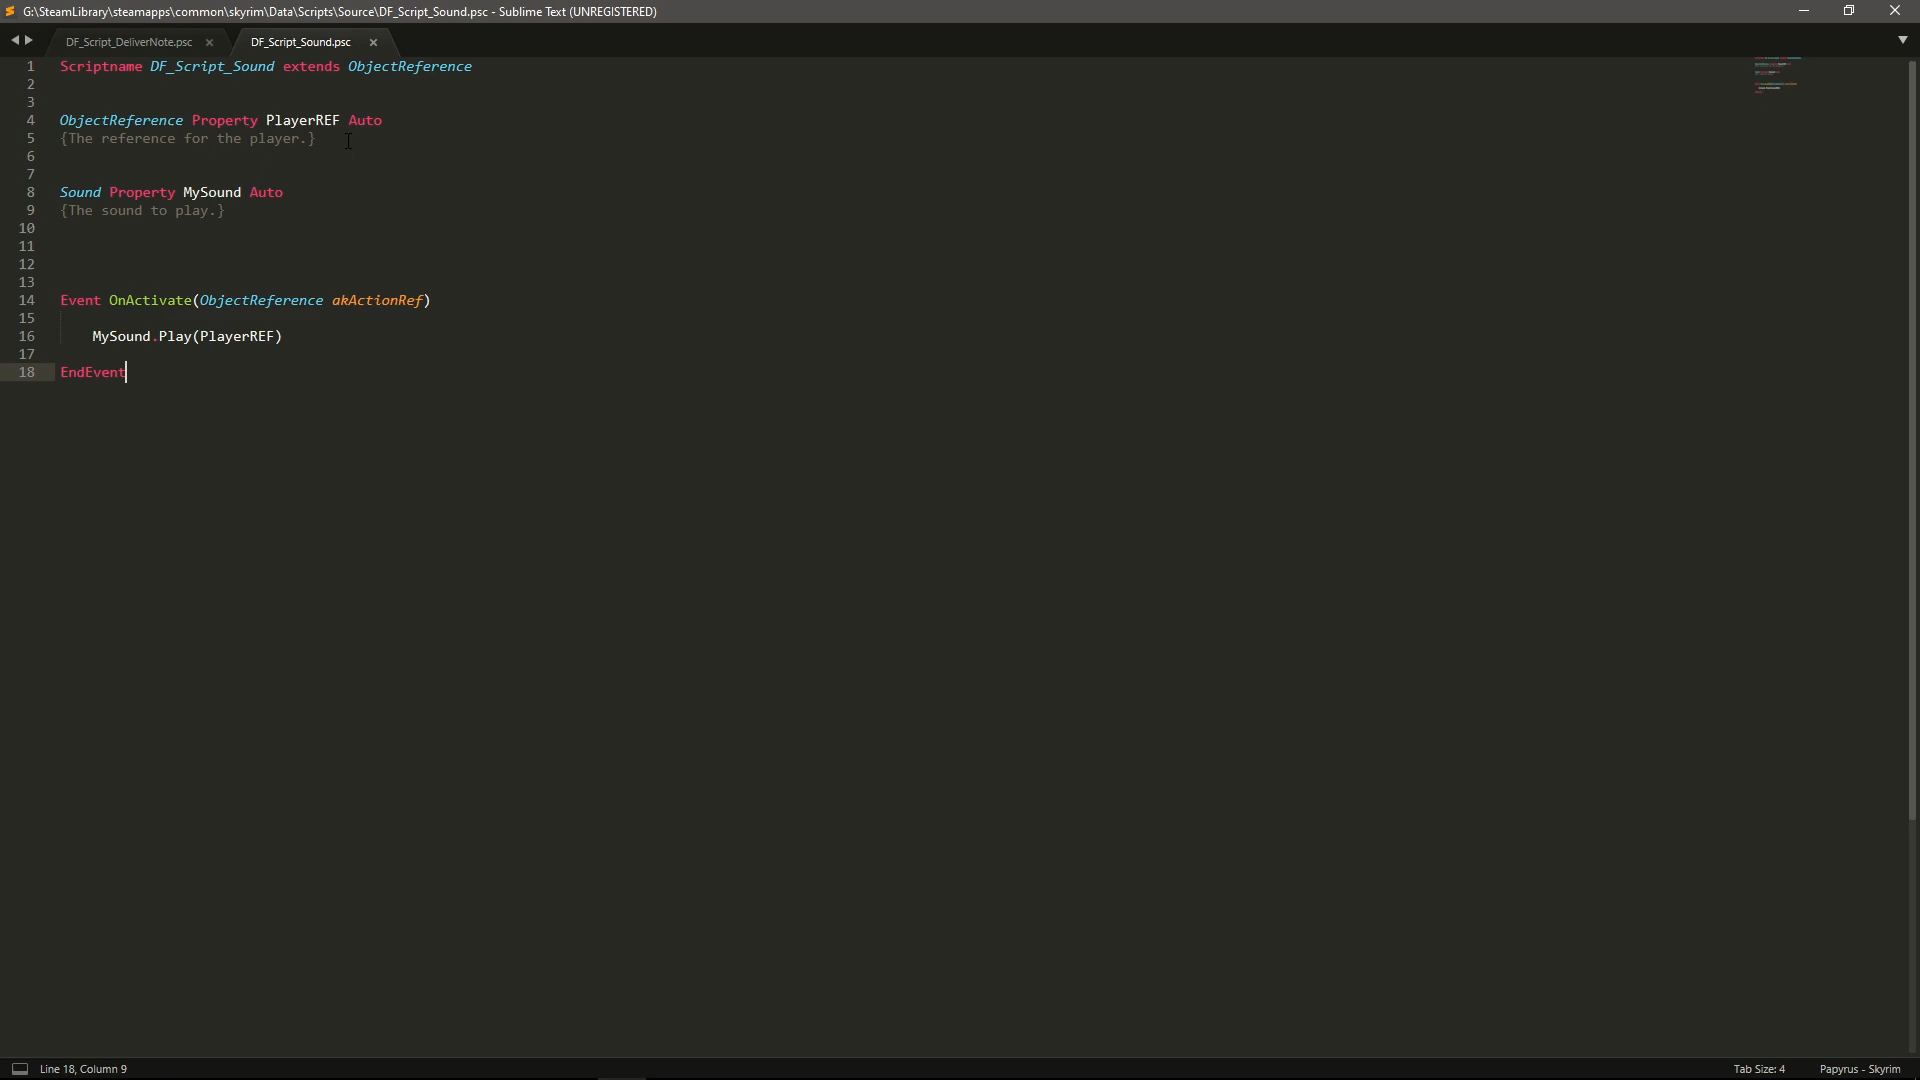 G:\SteamLibrary\steamapps\common\skyrim\Data\Scripts\Source\DF_Script_Sound.psc - Sublime Text (UNREGISTERED)
DF_Script_DeliverNote.psc
DF_Script_Sound.psc
1 Scriptname DF_Script_Sound extends ObjectReference
2
3
4 ObjectReference Property PlayerREF Auto
5 {The reference for the player.}
6
7
8 Sound Property MySound Auto
9 {The sound to play.}
10
11
12
13
14 Event OnActivate(ObjectReference akActionRef)
15
16 MySound.Play(PlayerREF)
17
18 EndEvent
Line 18, Column 9
Tab Size: 4
Papyrus - Skyrim